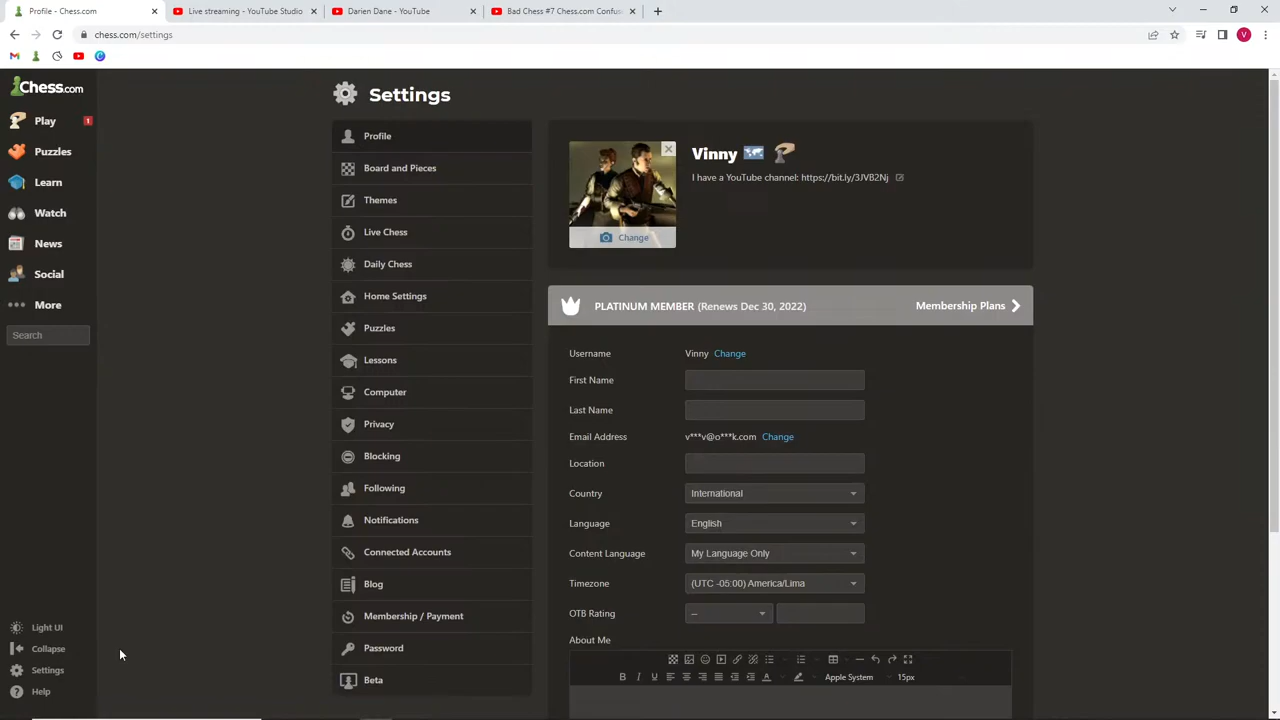 Profile - Chess.com
Live streaming - YouTube Studio
Darien Dane - YouTube
Bad Chess #7 Chess.com Confus
chess.com/settings
V
Chess.com
Settings
Play
1
Puzzles
Learn
Watch
News
Social
More
Search
Light UI
Collapse
Settings
Help
Profile
Board and Pieces
Themes
Live Chess
Daily Chess
Home Settings
Puzzles
Lessons
Computer
Privacy
Blocking
Following
Notifications
Connected Accounts
Blog
Membership / Payment
Password
Beta
Vinny
I have a YouTube channel: https://bit.ly/3JVB2Nj
Change
PLATINUM MEMBER (Renews Dec 30, 2022)
Membership Plans
Username Vinny Change
First Name
Last Name
Email Address v***v@o***k.com Change
Location
Country International
Language English
Content Language My Language Only
Timezone (UTC -05:00) America/Lima
OTB Rating --
About Me
B I U A Apple System 15px